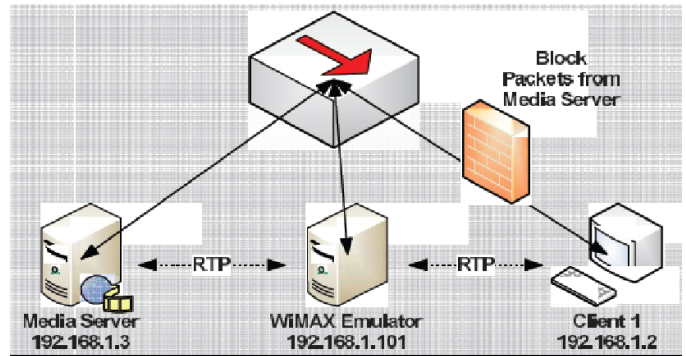 Block
Packets from
Media Server
RTP
RTP
Media Server
192.168.1.3
WiMAX Emulator
192.168.1.101
Client 1
192.168.1.2